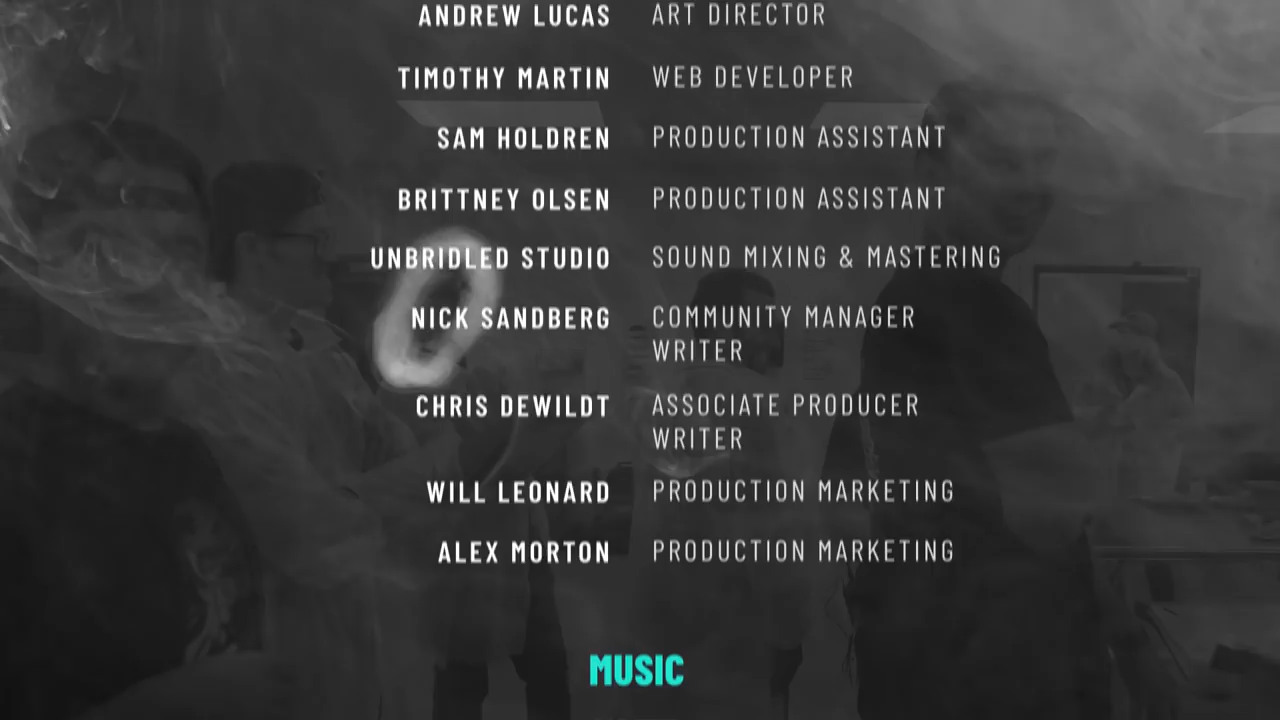 ANDREW LUCAS ART DIRECTOR
TIMOTHY MARTIN WEB DEVELOPER
SAM HOLDREN PRODUCTION ASSISTANT
BRITTNEY OLSEN PRODUCTION ASSISTANT
UNBRIDLED STUDIO SOUND MIXING & MASTERING
NICK SANDBERG COMMUNITY MANAGER
WRITER
CHRIS DEWILDT ASSOCIATE PRODUCER
WRITER
WILL LEONARD PRODUCTION MARKETING
ALEX MORTON PRODUCTION MARKETING
MUSIC